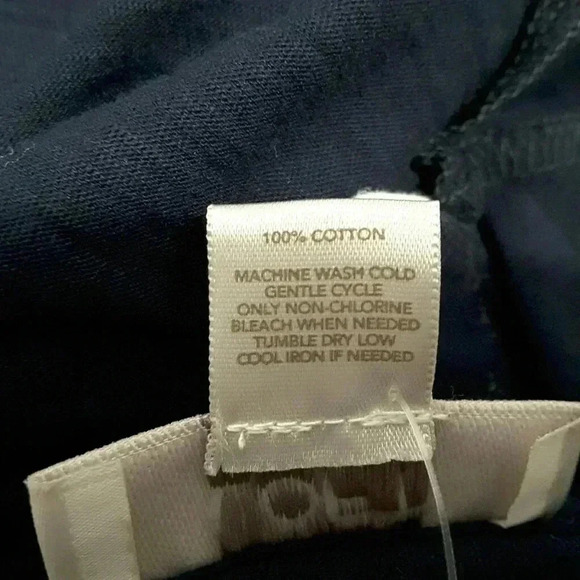 100% COTTON
MACHINE WASH COLD
GENTLE CYCLE
ONLY NON-CHLORINE
BLEACH WHEN NEEDED
TUMBLE DRY LOW
COOL IRON IF NEEDED